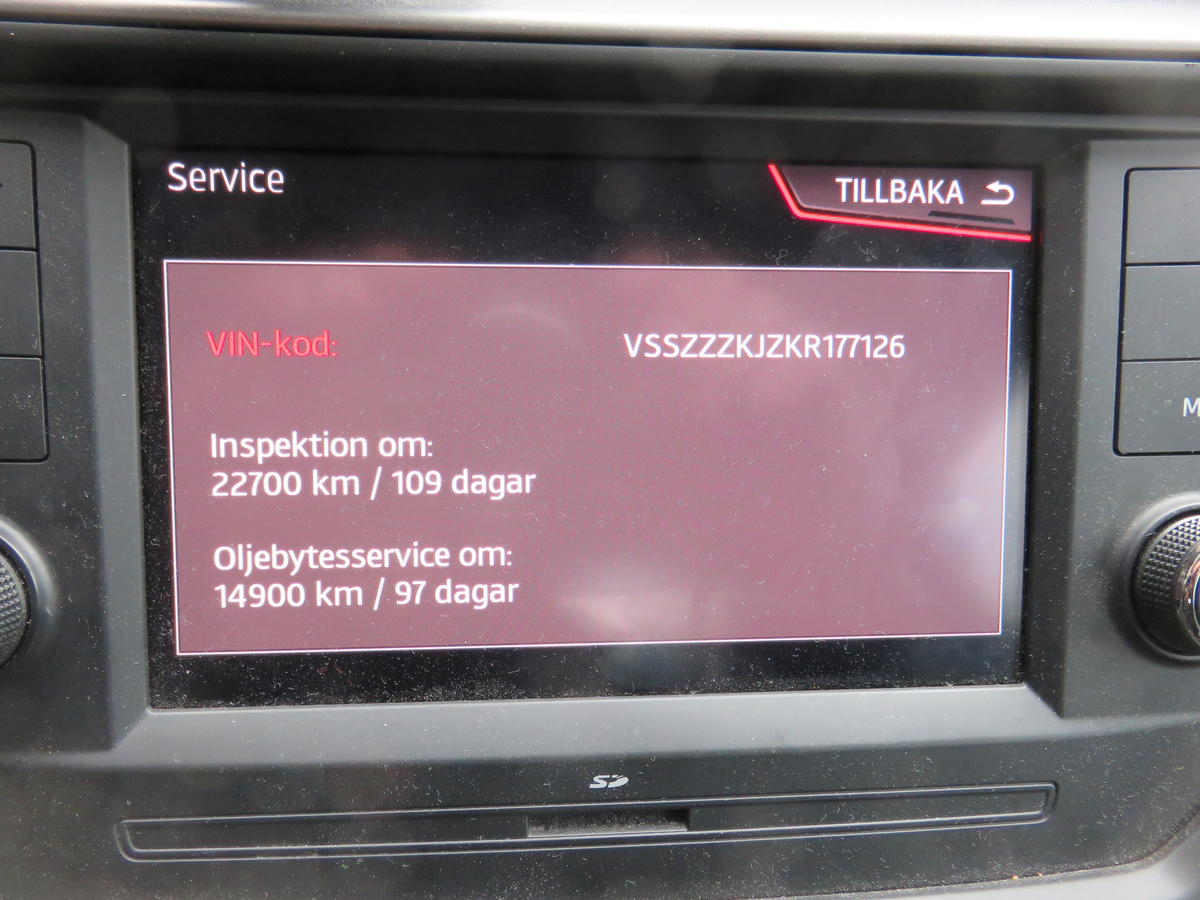 Service
TILLBAKA
VIN-kod:
VSSZZZKJZKR177126
Inspektion om:
22700 km / 109 dagar
Oljebytesservice om:
14900 km / 97 dagar
M
SD